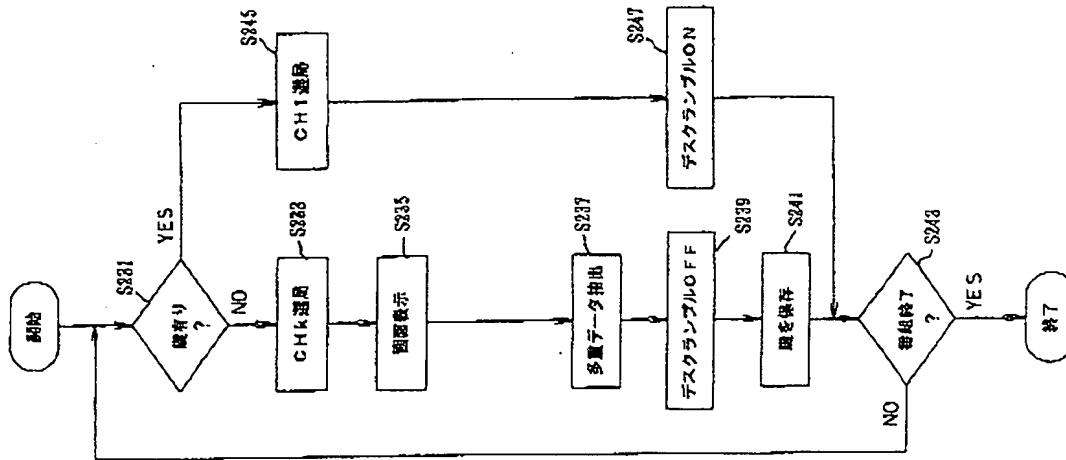 開始
S231
鍵有り
?
YES
NO
S245
CH1選局
S233
CHk選局
S235
画面表示
S237
多重データ抽出
S239
デスクランブルOFF
S247
デスクランブルON
S241
鍵を保存
S243
番組終了
?
NO
YES
終了